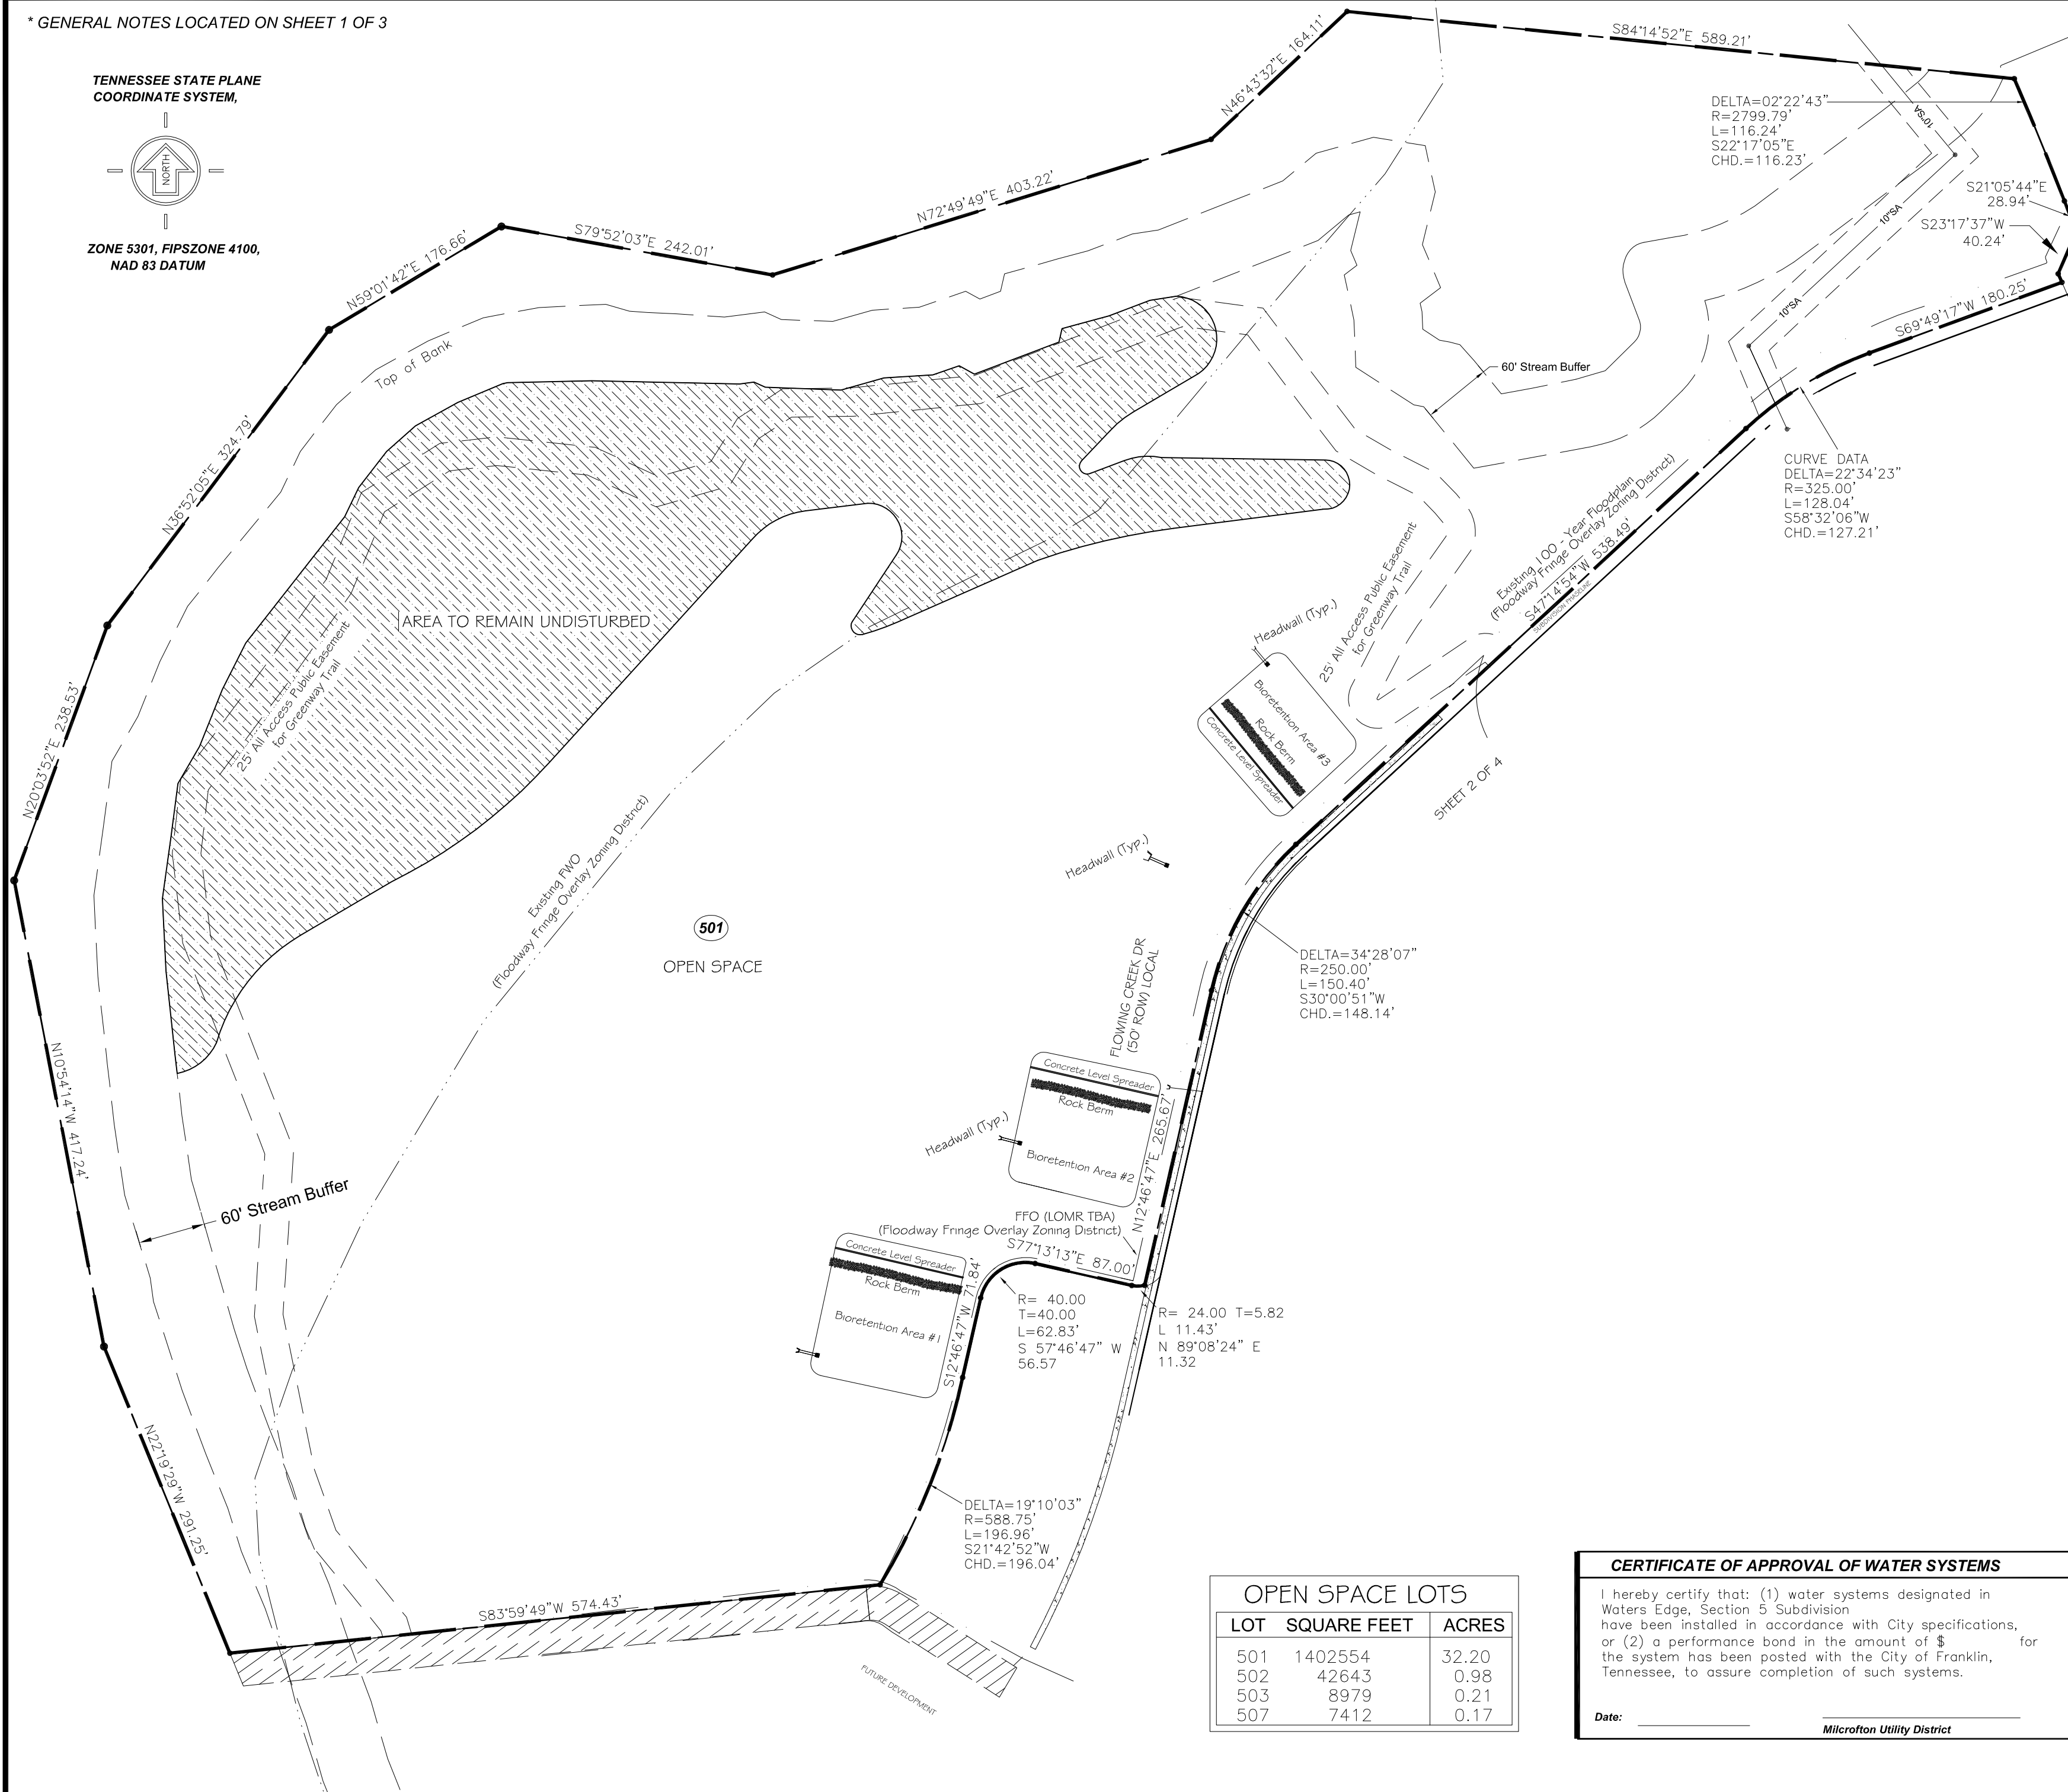 * GENERAL NOTES LOCATED ON SHEET 1 OF 3
TENNESSEE STATE PLANE
COORDINATE SYSTEM,
NORTH
ZONE 5301, FIPSZONE 4100,
NAD 83 DATUM
N46°43'32"E 164.11'
S84°14'52"E 589.21'
DELTA=02°22'43"
R=2799.79'
L=116.24'
S22°17'05"E
CHD.=116.23'
10"SA
S21°05'44"E
28.94'
S23°17'37"W
40.24'
10"SA
10"SA
S69°49'17"W 180.25'
N72°49'49"E 403.22'
S79°52'03"E 242.01'
N59°01'42"E 176.66'
Top of Bank
60' Stream Buffer
N36°52'05"E 324.79'
CURVE DATA
DELTA=22°34'23"
R=325.00'
L=128.04'
S58°32'06"W
CHD.=127.21'
Existing 100 - Year Floodplain
(Floodway Fringe Overlay Zoning District)
S47°14'54"W 538.49'
SUBDIVISION PHASELINE
25' All Access Public Easement
for Greenway Trail
AREA TO REMAIN UNDISTURBED
25' All Access Public Easement
for Greenway Trail
Headwall (Typ.)
Bioretention Area #3
Rock Berm
Concrete Level Spreader
N20°03'52"E 238.53'
SHEET 2 OF 4
Existing FWO
(Floodway Fringe Overlay Zoning District)
Headwall (Typ.)
501
OPEN SPACE
DELTA=34°28'07"
R=250.00'
L=150.40'
S30°00'51"W
CHD.=148.14'
FLOWING CREEK DR
(50' ROW) LOCAL
N10°54'14"W 417.24'
Concrete Level Spreader
Rock Berm
Bioretention Area #2
Headwall (Typ.)
N12°46'47"E 265.67'
60' Stream Buffer
FFO (LOMR TBA)
(Floodway Fringe Overlay Zoning District)
S77°13'13"E 87.00'
Concrete Level Spreader
Rock Berm
Bioretention Area #1
S12°46'47"W 71.84'
R= 40.00
T=40.00
L=62.83'
S 57°46'47" W
56.57
R= 24.00 T=5.82
L 11.43'
N 89°08'24" E
11.32
N22°19'29"W 291.25'
DELTA=19°10'03"
R=588.75'
L=196.96'
S21°42'52"W
CHD.=196.04'
S83°59'49"W 574.43'
FUTURE DEVELOPMENT
OPEN SPACE LOTS
LOT SQUARE FEET ACRES
501 1402554 32.20
502 42643 0.98
503 8979 0.21
507 7412 0.17
CERTIFICATE OF APPROVAL OF WATER SYSTEMS
I hereby certify that: (1) water systems designated in
Waters Edge, Section 5 Subdivision
have been installed in accordance with City specifications,
or (2) a performance bond in the amount of $ for
the system has been posted with the City of Franklin,
Tennessee, to assure completion of such systems.
Date:
Milcrofton Utility District